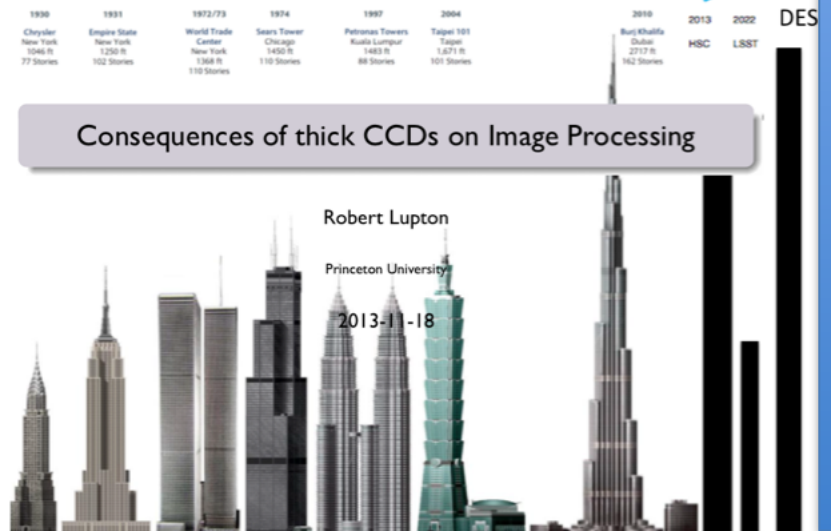 1930
Chrysler
New York
1046 ft
77 Stories
1931
Empire State
New York
1250 ft
102 Stories
1972/73
World Trade
Center
New York
1368 ft
110 Stories
1974
Sears Tower
Chicago
1450 ft
110 Stories
1997
Petronas Towers
Kuala Lumpur
1483 ft
88 Stories
2004
Taipei 101
Taipei
1,671 ft
101 Stories
2010
Burj Khalifa
Dubai
2717 ft
162 Stories
2013
HSC
2022
LSST
DES
Consequences of thick CCDs on Image Processing
Robert Lupton
Princeton University
2013-11-18